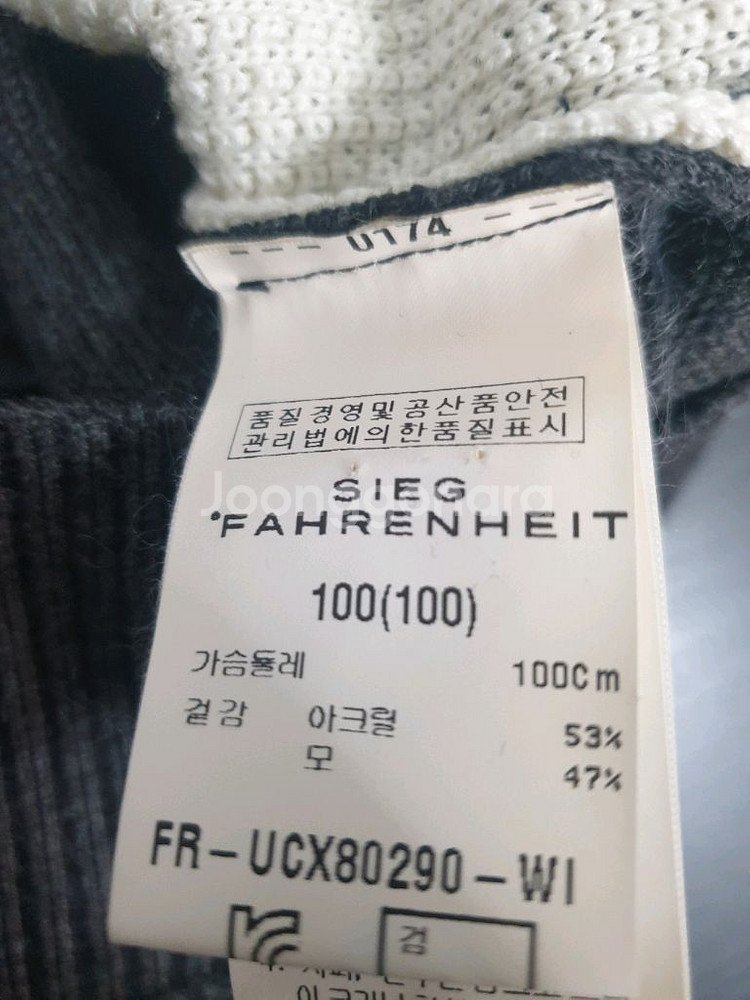 U174
품질경영및공산품안전
관리법에의한품질표시
Joonggonara
SIEG
°FAHRENHEIT
100(100)
가슴둘레 100Cm
겉감 아크릴 53%
모 47%
FR-UCX80290-WI
검